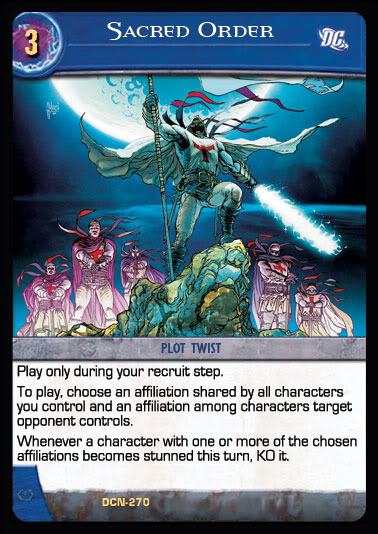 Sacred Order
3
DC
PLOT TWIST
Play only during your recruit step.
To play, choose an affiliation shared by all characters
you control and an affiliation among characters target
opponent controls.
Whenever a character with one or more of the chosen
affiliations becomes stunned this turn, KO it.
DCN-270